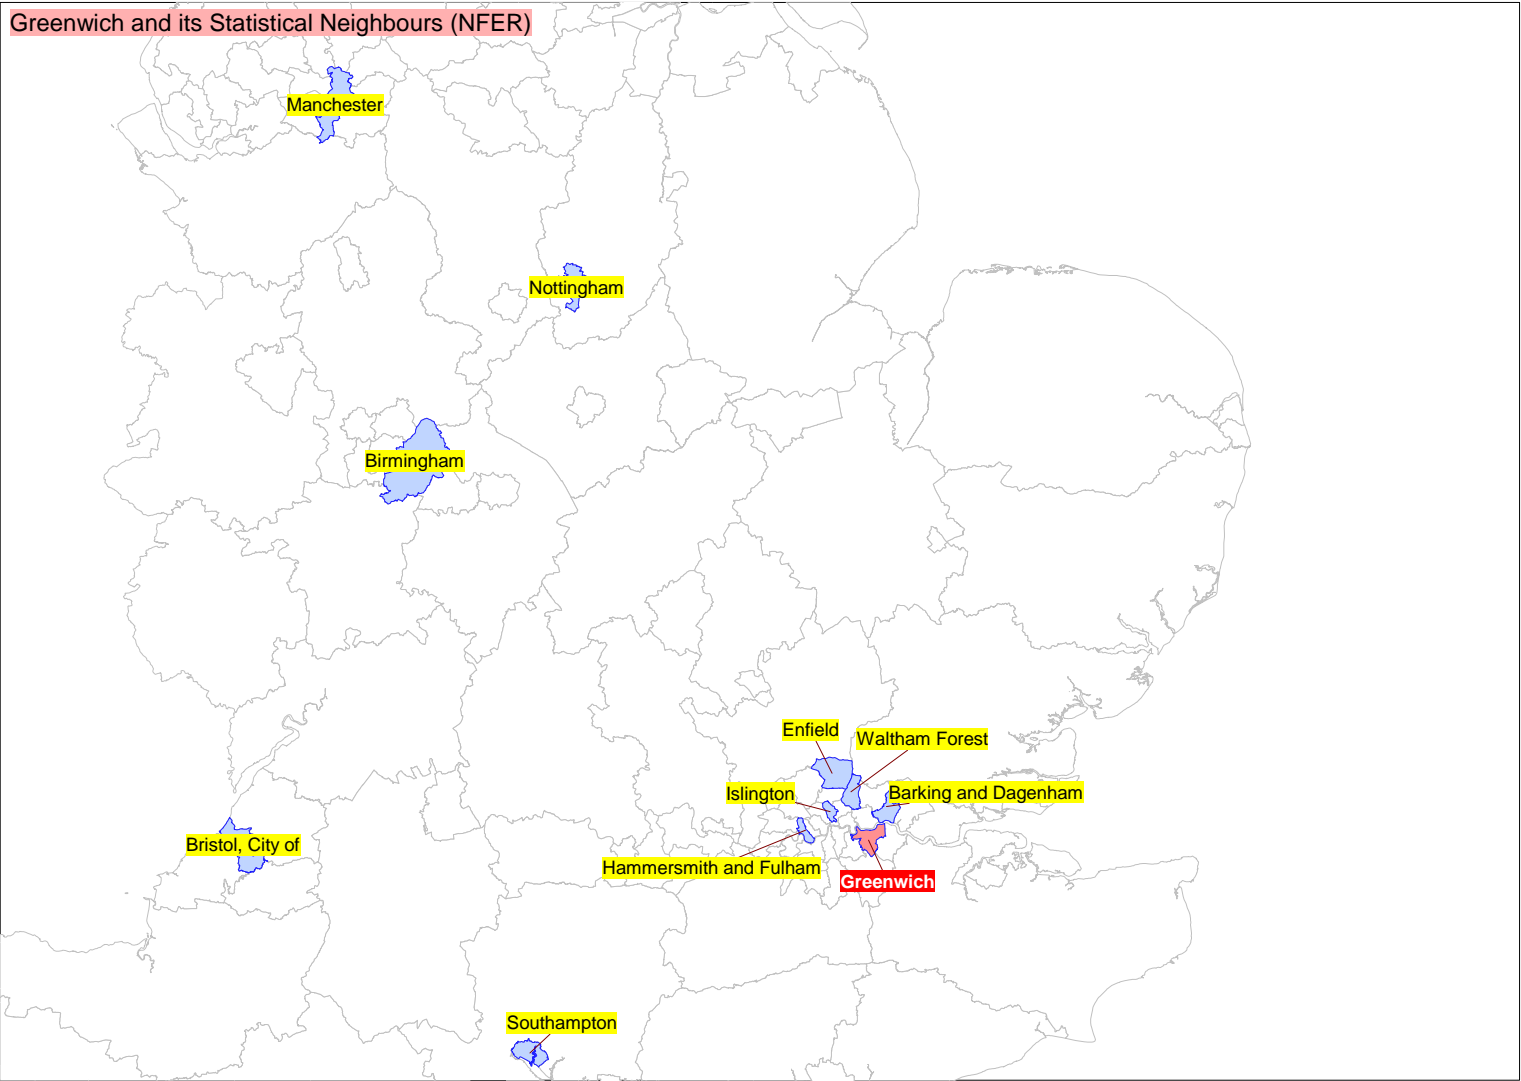 Greenwich and its Statistical Neighbours (NFER)
Manchester
Nottingham
Birmingham
Enfield
Waltham Forest
Islington
Barking and Dagenham
Bristol, City of
Hammersmith and Fulham
Greenwich
Southampton